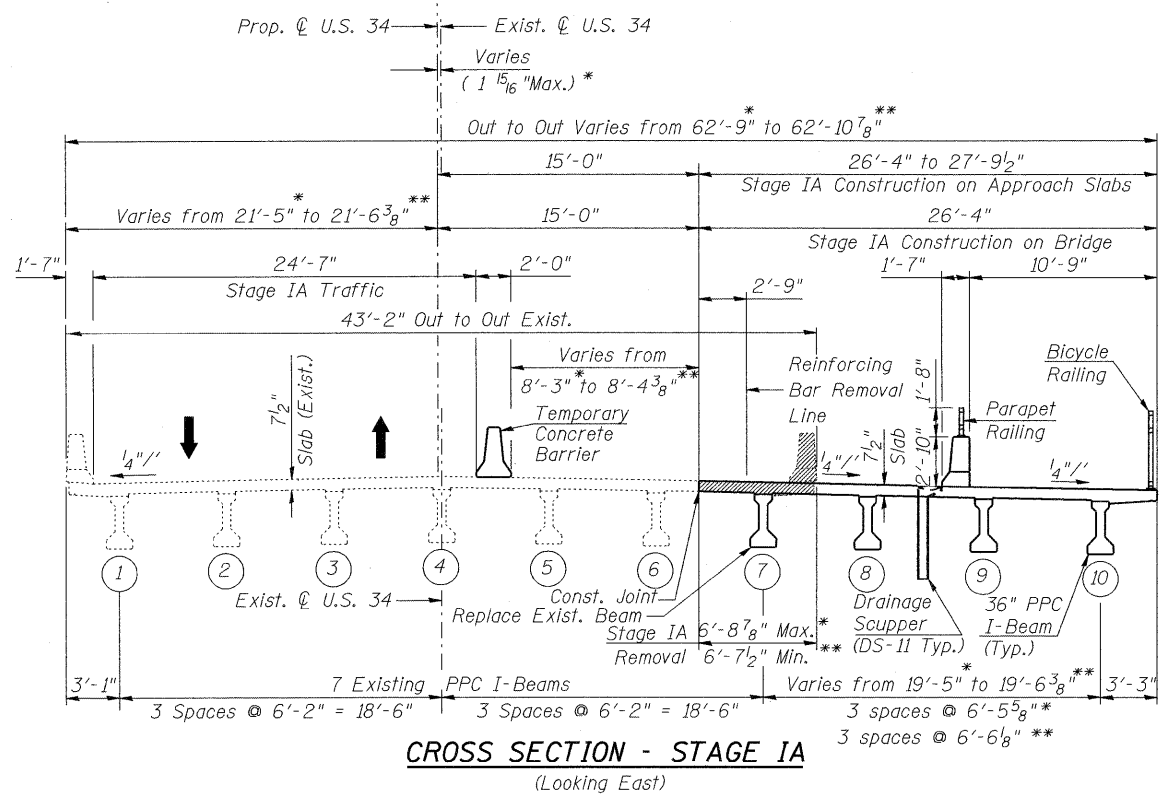 Prop. ℄ U.S. 34
Exist. ℄ U.S. 34
Varies
( 1 15/16 "Max.) *
Out to Out Varies from 62'-9"* to 62'-10 7/8"**
15'-0"
26'-4" to 27'-9 1/2"
Stage IA Construction on Approach Slabs
Varies from 21'-5"* to 21'-6 3/8"**
15'-0"
26'-4"
Stage IA Construction on Bridge
1'-7"
24'-7"
Stage IA Traffic
2'-0"
1'-7"
10'-9"
2'-9"
43'-2" Out to Out Exist.
Varies from
8'-3"* to 8'-4 3/8"**
Reinforcing
Bar Removal
Line
Bicycle
Railing
1'-8"
Parapet
Railing
7 1/2"
Slab (Exist.)
Temporary
Concrete
Barrier
1/4"/'
1/4"/'
7 1/2"
Slab
2'-10"
1/4"/'
1
2
3
4
5
6
7
8
9
10
Exist. ℄ U.S. 34
Const. Joint
Replace Exist. Beam
Drainage
Scupper
(DS-11 Typ.)
36" PPC
I-Beam
(Typ.)
Stage IA 6'-8 7/8" Max.*
Removal 6'-7 1/2" Min.**
3'-1"
7 Existing PPC I-Beams
Varies from 19'-5"* to 19'-6 3/8"**
3'-3"
3 Spaces @ 6'-2" = 18'-6"
3 Spaces @ 6'-2" = 18'-6"
3 spaces @ 6'-5 5/8"*
3 spaces @ 6'-6 1/8" **
CROSS SECTION - STAGE IA
(Looking East)